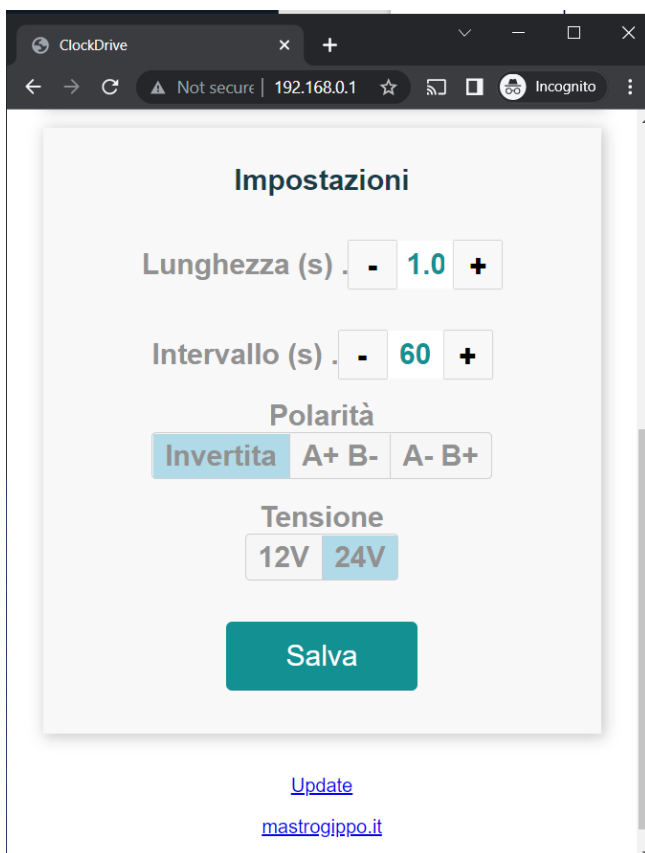 ClockDrive
Not secure 192.168.0.1 Incognito
Impostazioni
Lunghezza (s) . - 1.0 +
Intervallo (s) . - 60 +
Polarità
Invertita A+ B- A- B+
Tensione
12V 24V
Salva
Update
mastrogippo.it